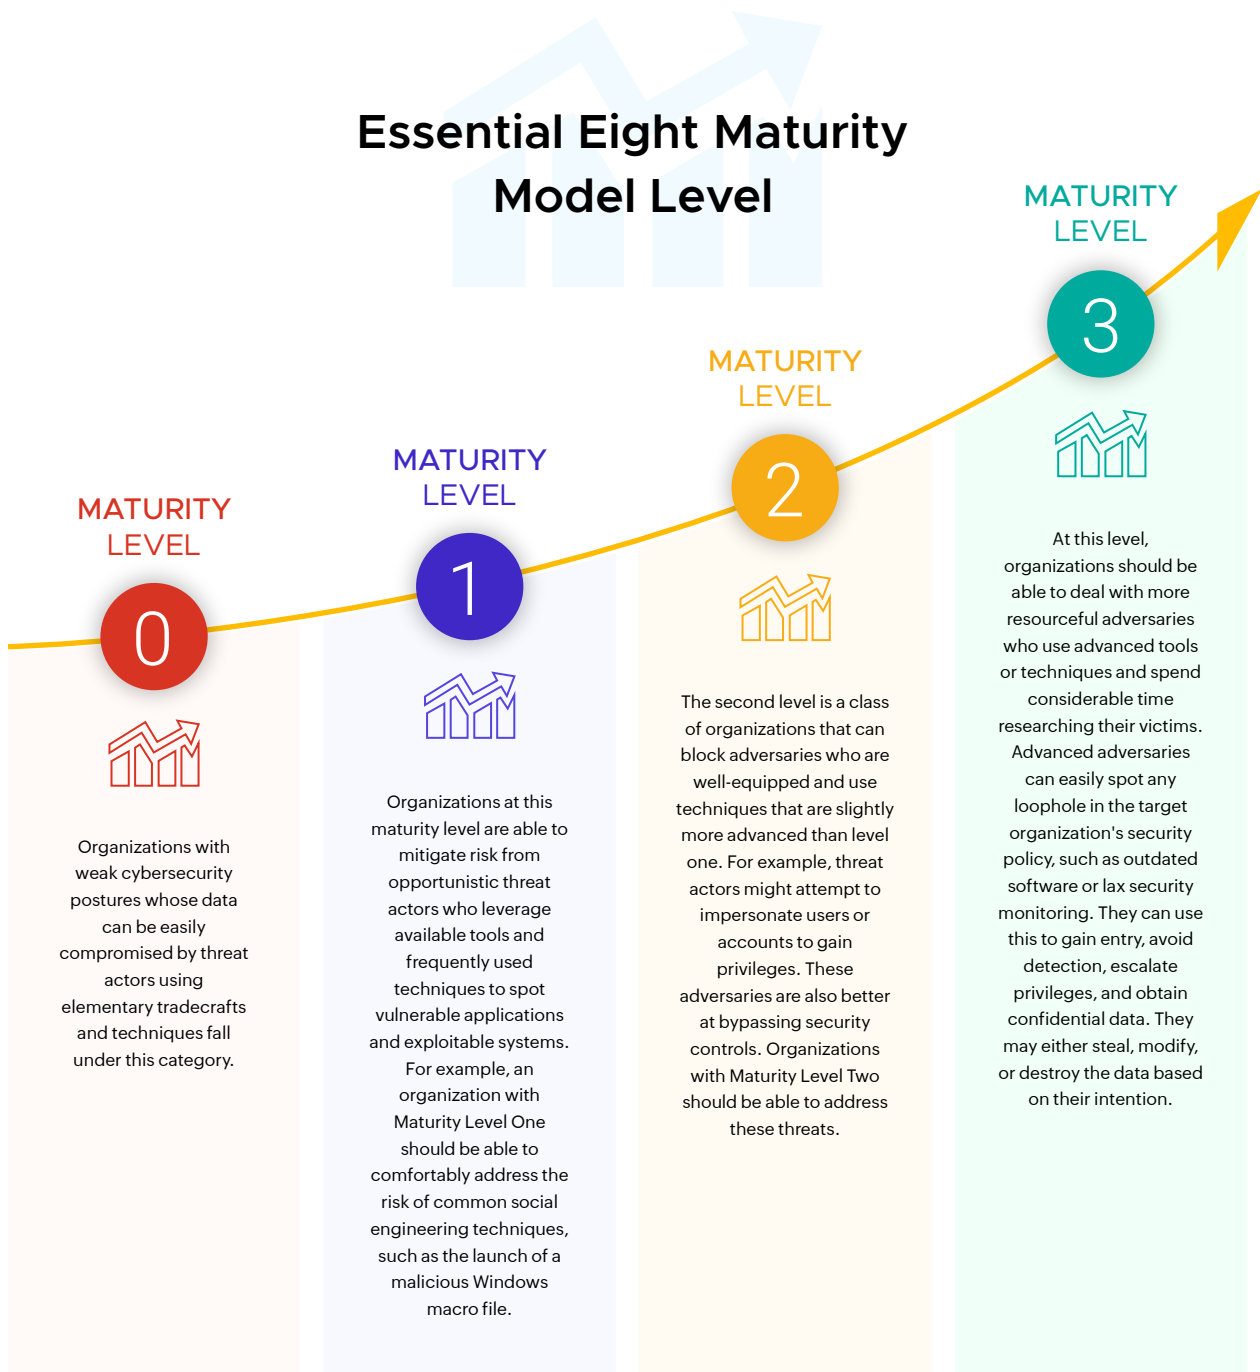 Essential Eight Maturity
Model Level
MATURITY
LEVEL
0
Organizations with
weak cybersecurity
postures whose data
can be easily
compromised by threat
actors using
elementary tradecrafts
and techniques fall
under this category.
MATURITY
LEVEL
1
Organizations at this
maturity level are able to
mitigate risk from
opportunistic threat
actors who leverage
available tools and
frequently used
techniques to spot
vulnerable applications
and exploitable systems.
For example, an
organization with
Maturity Level One
should be able to
comfortably address the
risk of common social
engineering techniques,
such as the launch of a
malicious Windows
macro file.
MATURITY
LEVEL
2
The second level is a class
of organizations that can
block adversaries who are
well-equipped and use
techniques that are slightly
more advanced than level
one. For example, threat
actors might attempt to
impersonate users or
accounts to gain
privileges. These
adversaries are also better
at bypassing security
controls. Organizations
with Maturity Level Two
should be able to address
these threats.
MATURITY
LEVEL
3
At this level,
organizations should be
able to deal with more
resourceful adversaries
who use advanced tools
or techniques and spend
considerable time
researching their victims.
Advanced adversaries
can easily spot any
loophole in the target
organization's security
policy, such as outdated
software or lax security
monitoring. They can use
this to gain entry, avoid
detection, escalate
privileges, and obtain
confidential data. They
may either steal, modify,
or destroy the data based
on their intention.